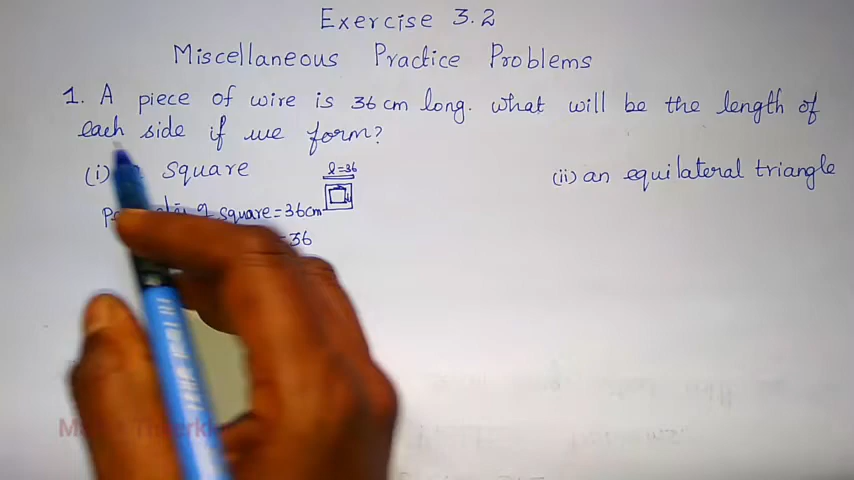 Exercise 3.2
Miscellaneous Practice Problems
1. A piece of wire is 36 cm long. what will be the length of
each side if we form?
(i) square
l=36
(ii) an equilateral triangle
of square = 36cm
=36